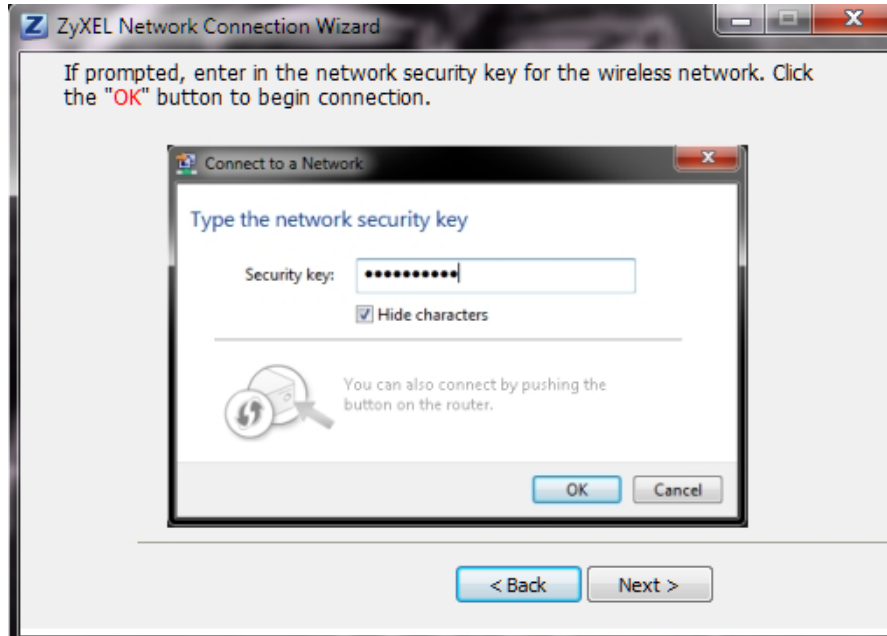 ZyXEL Network Connection Wizard
If prompted, enter in the network security key for the wireless network. Click
the "OK" button to begin connection.
Connect to a Network
Type the network security key
Security key: ••••••••••
Hide characters
You can also connect by pushing the
button on the router.
OK Cancel
< Back Next >